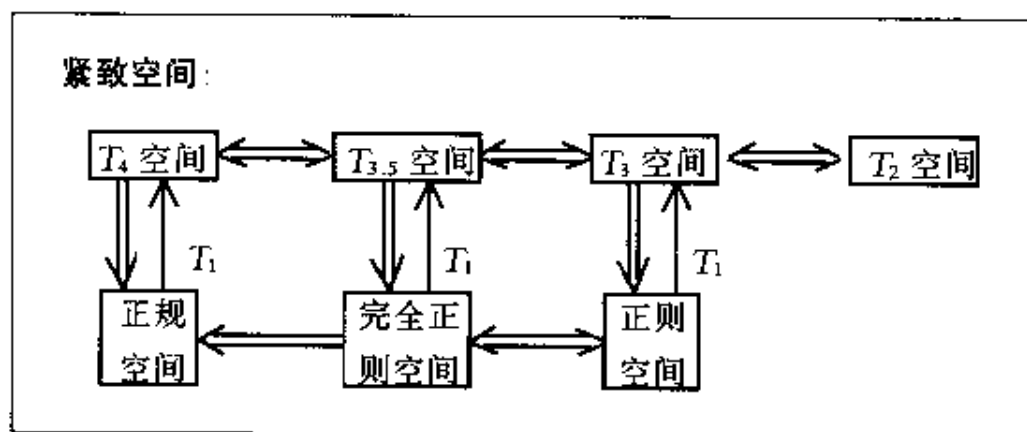 紧致空间:
T₄ 空间
T₃.₅ 空间
T₃ 空间
T₂ 空间
T₁
T₁
T₁
正规
空间
完全正
则空间
正则
空间